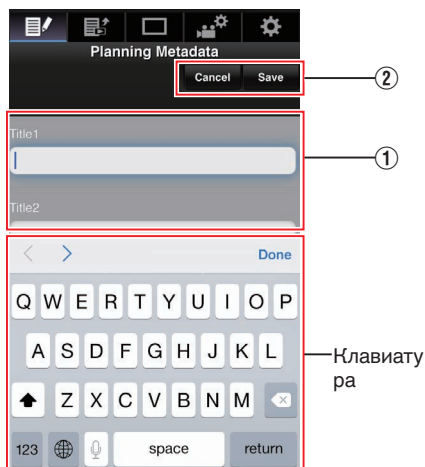 Planning Metadata
Cancel Save
②
Title1
①
Title2
Done
Q W E R T Y U I O P
A S D F G H J K L
Клавиату
ра
Z X C V B N M
123 space return